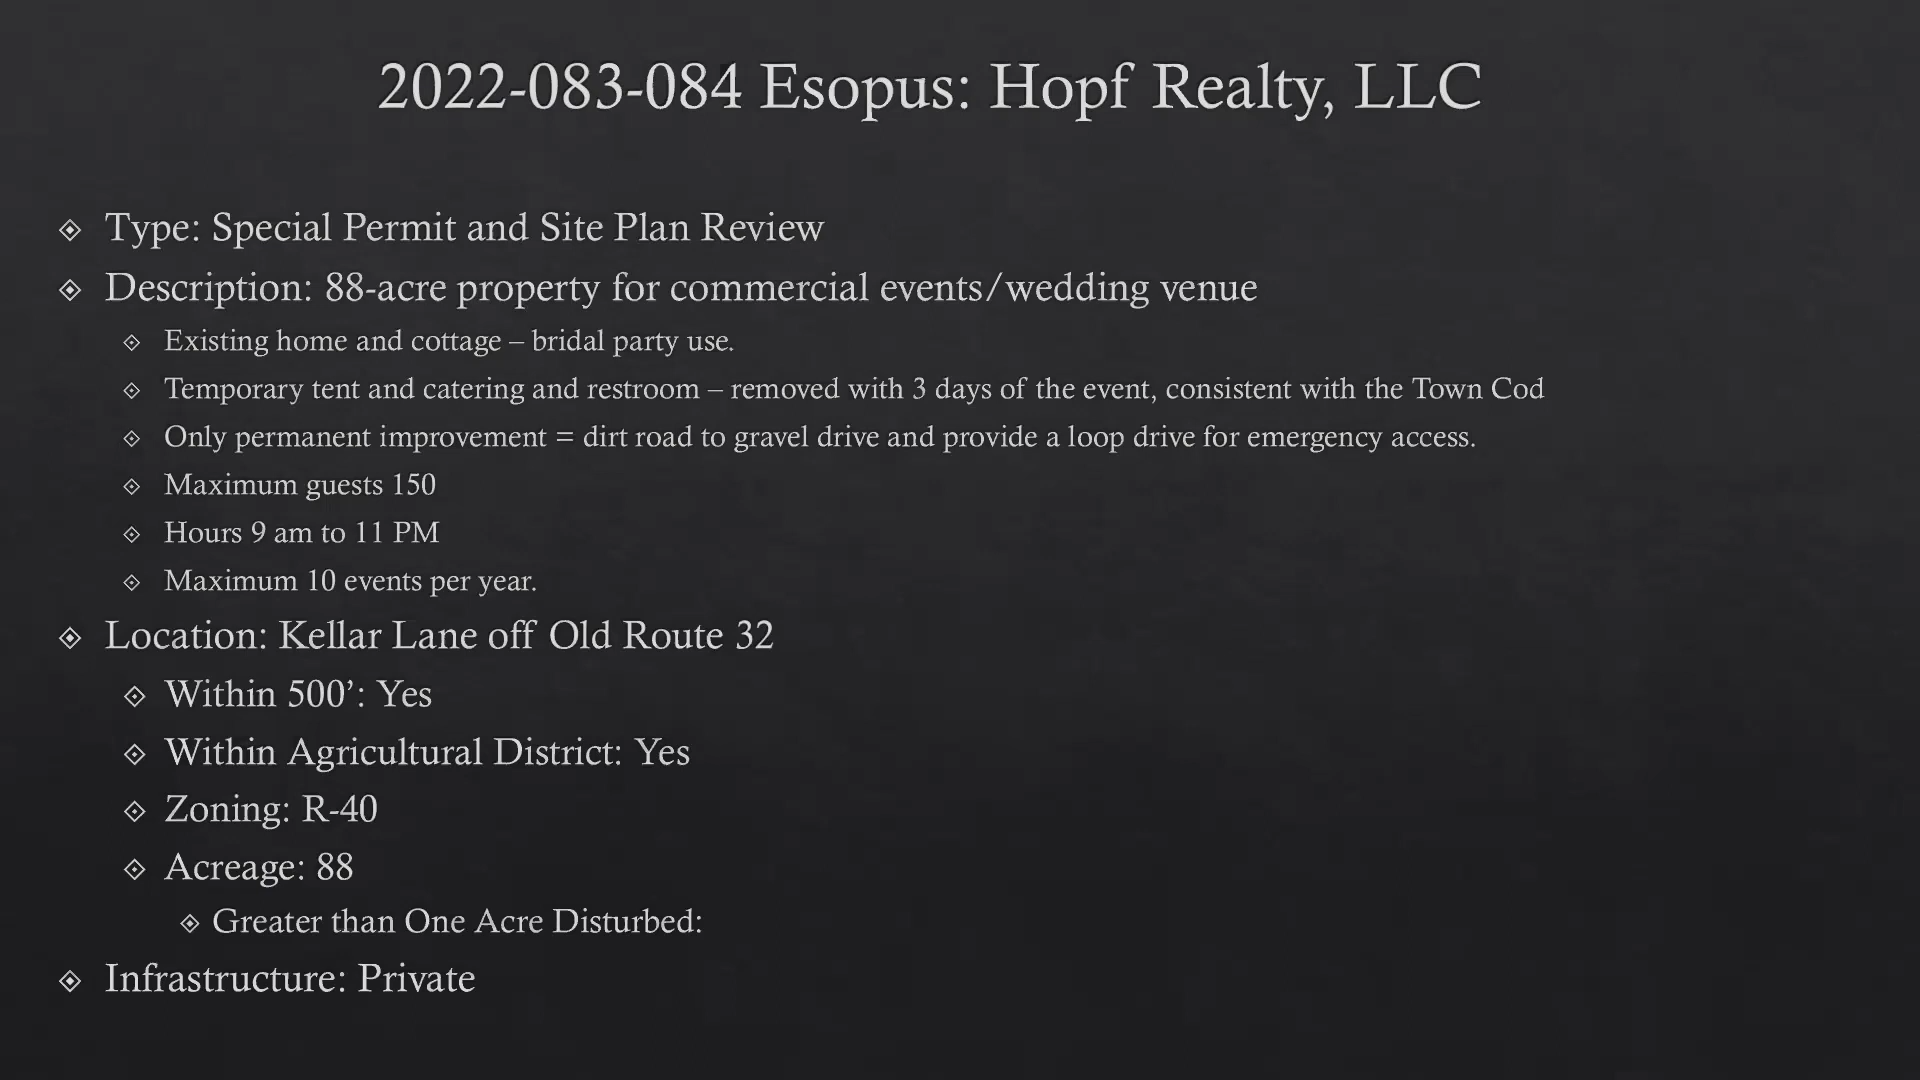 2022-083-084 Esopus: Hopf Realty, LLC
Type: Special Permit and Site Plan Review
Description: 88-acre property for commercial events/wedding venue
Existing home and cottage – bridal party use.
Temporary tent and catering and restroom – removed with 3 days of the event, consistent with the Town Cod
Only permanent improvement = dirt road to gravel drive and provide a loop drive for emergency access.
Maximum guests 150
Hours 9 am to 11 PM
Maximum 10 events per year.
Location: Kellar Lane off Old Route 32
Within 500’: Yes
Within Agricultural District: Yes
Zoning: R-40
Acreage: 88
Greater than One Acre Disturbed:
Infrastructure: Private